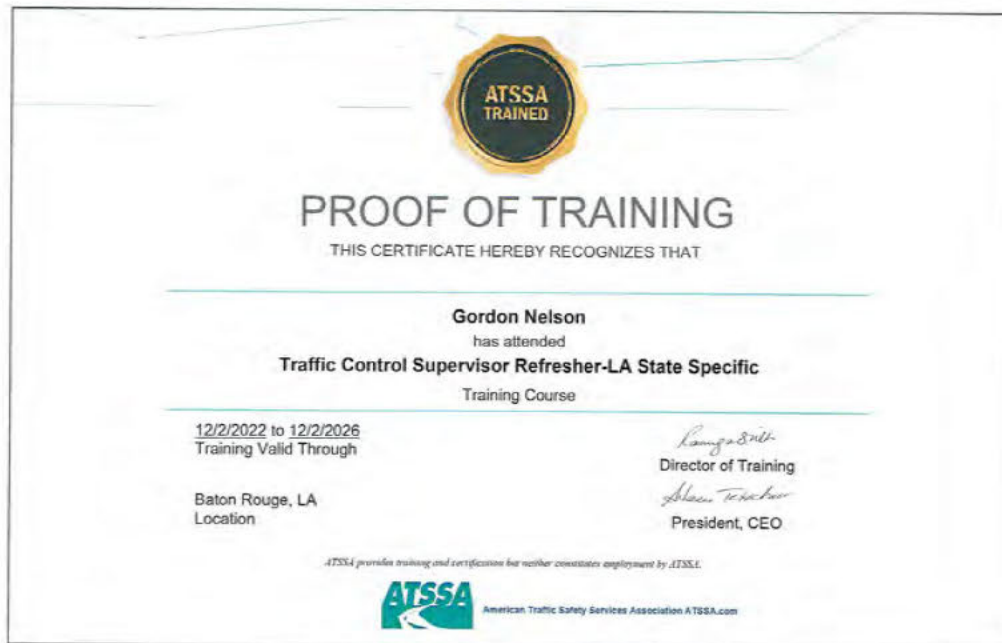 ATSSA
TRAINED
PROOF OF TRAINING
THIS CERTIFICATE HEREBY RECOGNIZES THAT
Gordon Nelson
has attended
Traffic Control Supervisor Refresher-LA State Specific
Training Course
12/2/2022 to 12/2/2026
Training Valid Through
Director of Training
Baton Rouge, LA
Location
President, CEO
ATSSA provides training and certification but neither constitutes employment by ATSSA.
ATSSA
American Traffic Safety Services Association ATSSA.com